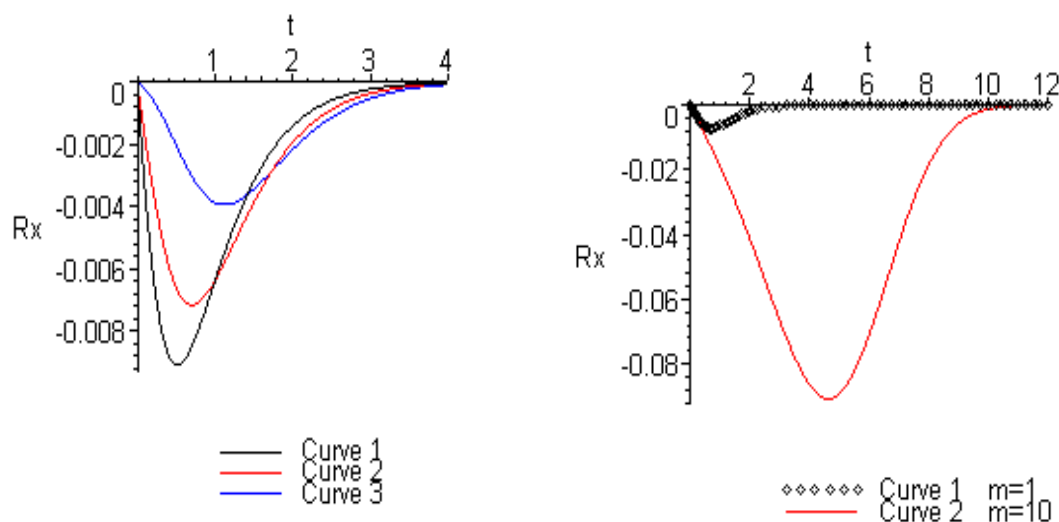 t
1 2 3 4
0
-0.002
-0.004
Rx
-0.006
-0.008
Curve 1
Curve 2
Curve 3
t
2 4 6 8 10 12
0
-0.02
-0.04
Rx
-0.06
-0.08
Curve 1 m=1
Curve 2 m=10